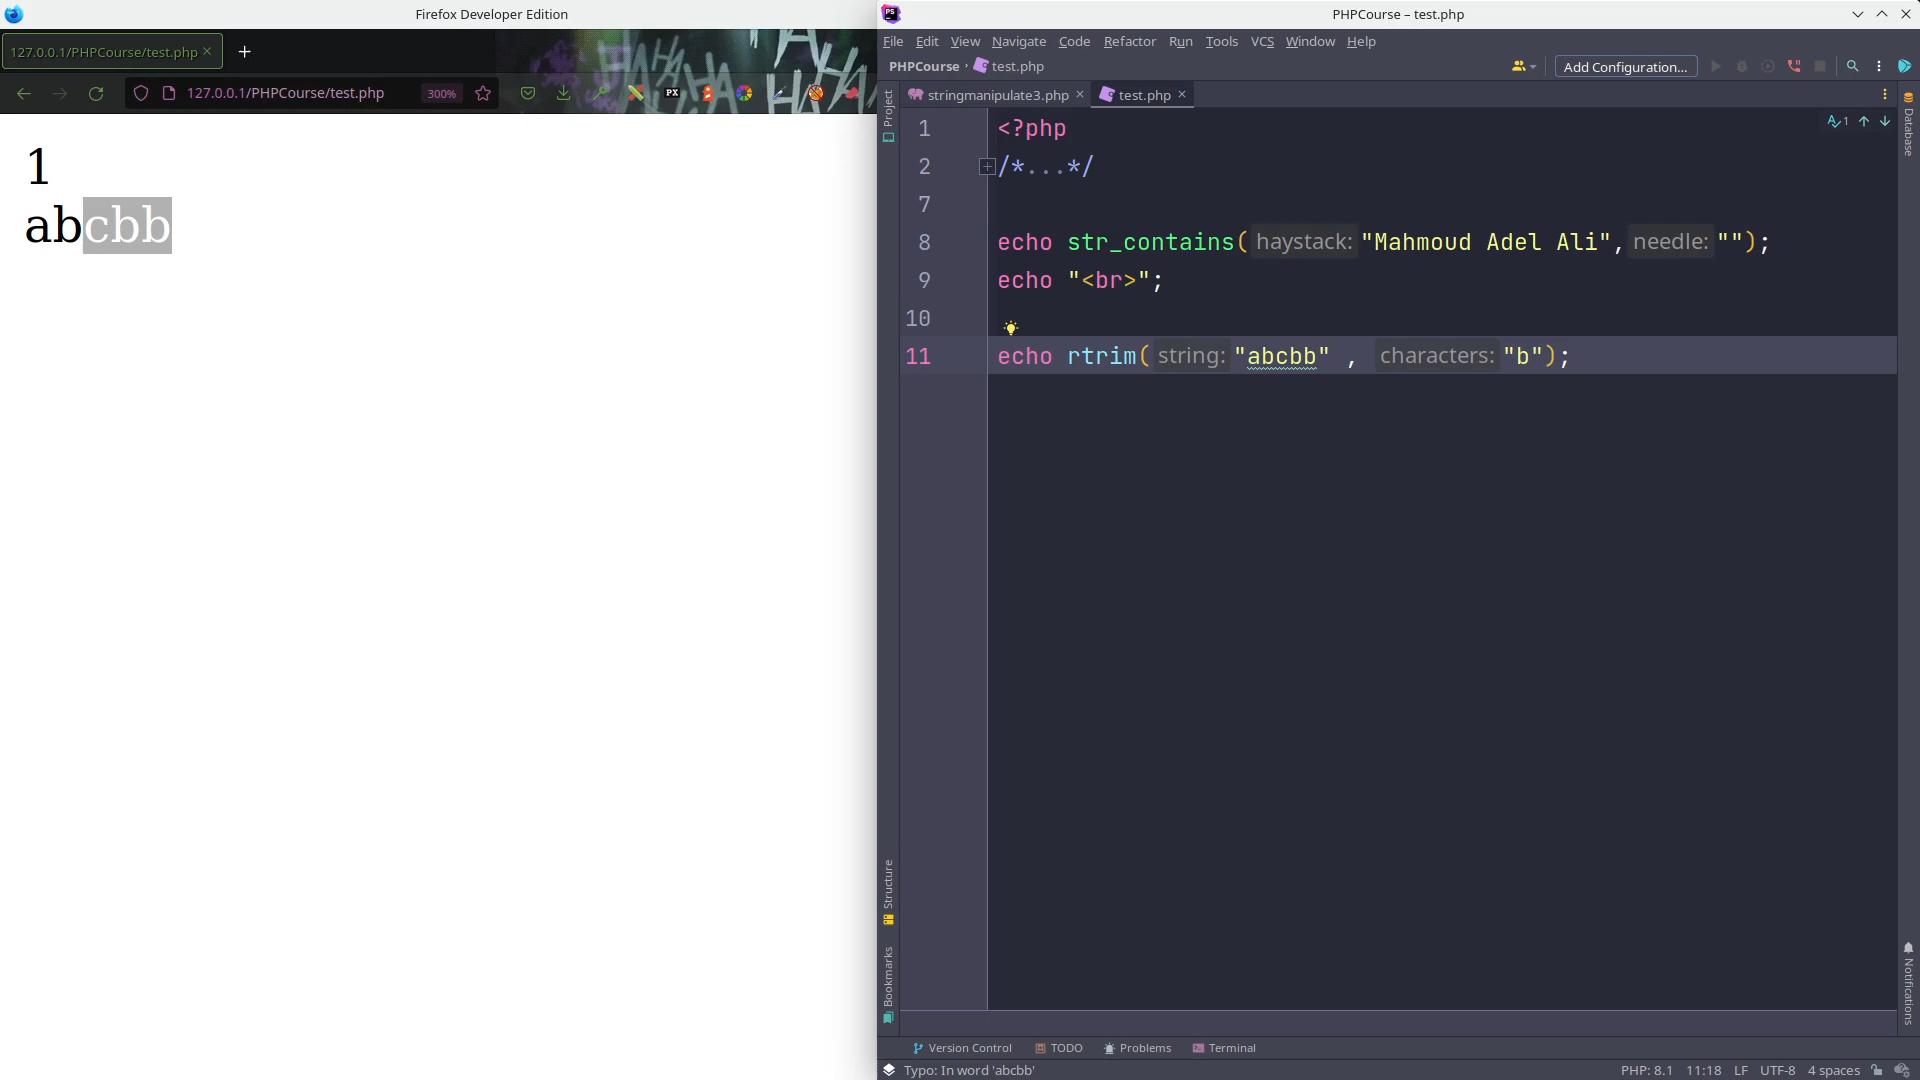 Firefox Developer Edition
127.0.0.1/PHPCourse/test.php
127.0.0.1/PHPCourse/test.php 300%
PX
1
abcbb
PS
PHPCourse – test.php
File Edit View Navigate Code Refactor Run Tools VCS Window Help
PHPCourse › test.php
Add Configuration...
stringmanipulate3.php test.php
Project
Database
1
1 <?php
2 /*...*/
7
8 echo str_contains( haystack: "Mahmoud Adel Ali", needle: "");
9 echo "<br>";
10
11 echo rtrim( string: "abcbb" , characters: "b");
Structure
Bookmarks
Notifications
Version Control TODO Problems Terminal
Typo: In word 'abcbb'
PHP: 8.1 11:18 LF UTF-8 4 spaces